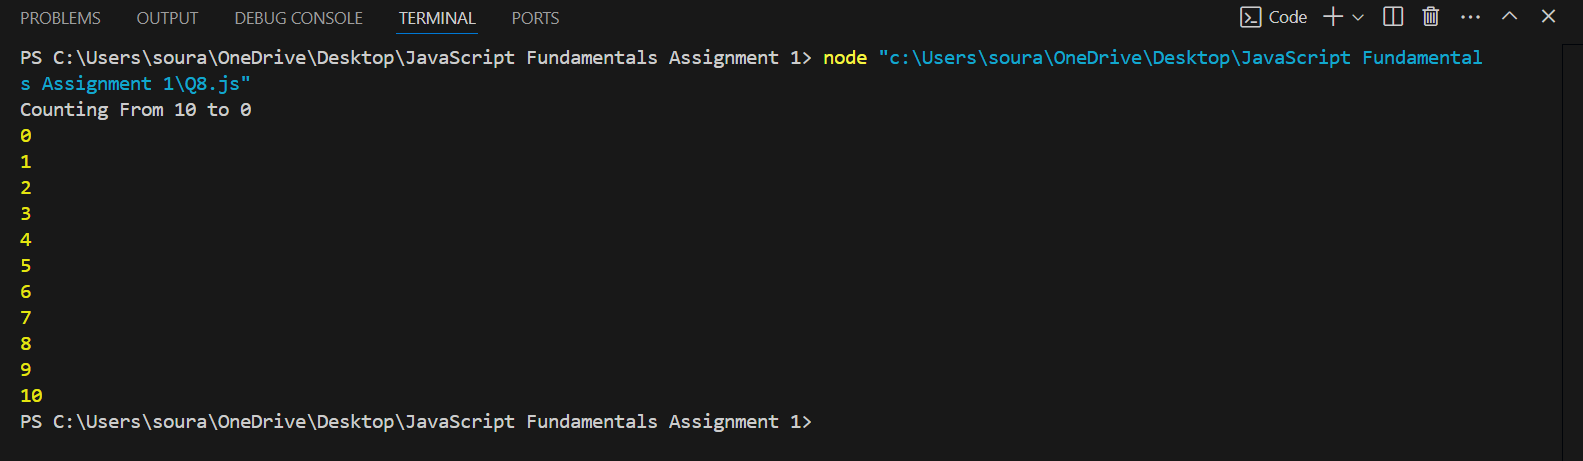 PROBLEMS OUTPUT DEBUG CONSOLE TERMINAL PORTS Code
PS C:\Users\soura\OneDrive\Desktop\JavaScript Fundamentals Assignment 1> node "c:\Users\soura\OneDrive\Desktop\JavaScript Fundamental
s Assignment 1\Q8.js"
Counting From 10 to 0
0
1
2
3
4
5
6
7
8
9
10
PS C:\Users\soura\OneDrive\Desktop\JavaScript Fundamentals Assignment 1>